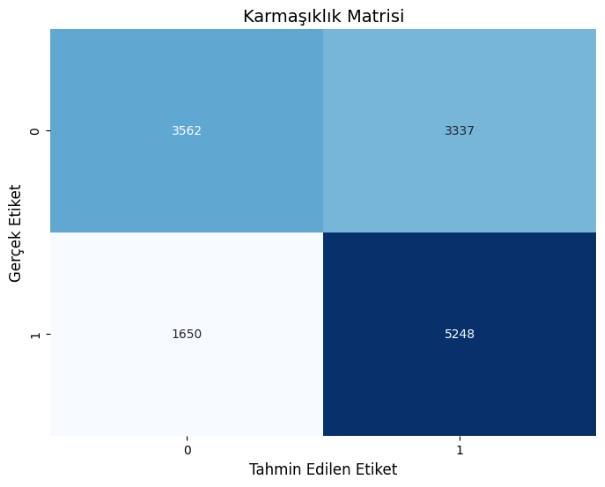 Karmaşıklık Matrisi
Gerçek Etiket
0
3562
3337
1
1650
5248
0
1
Tahmin Edilen Etiket